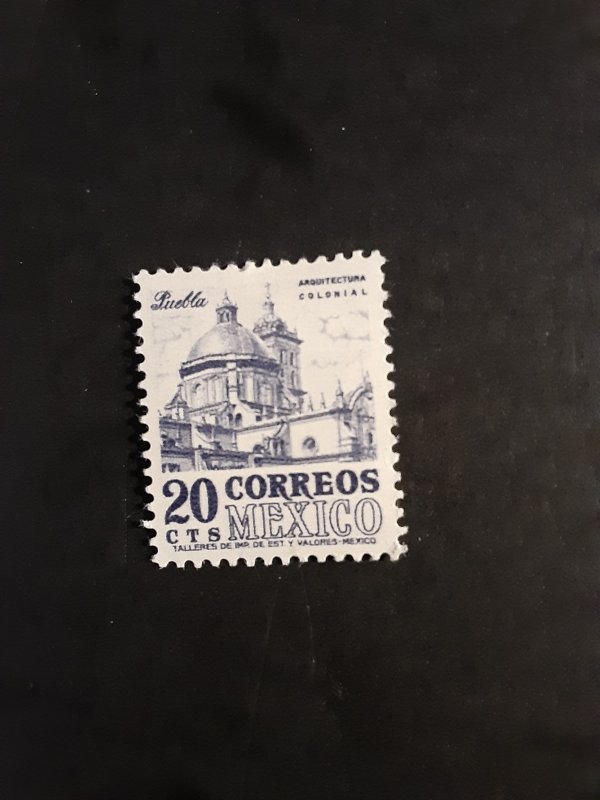 Puebla
ARQUITECTURA
COLONIAL
20 CORREOS
CTS MEXICO
TALLERES DE IMP. DE EST. Y VALORES-MEXICO